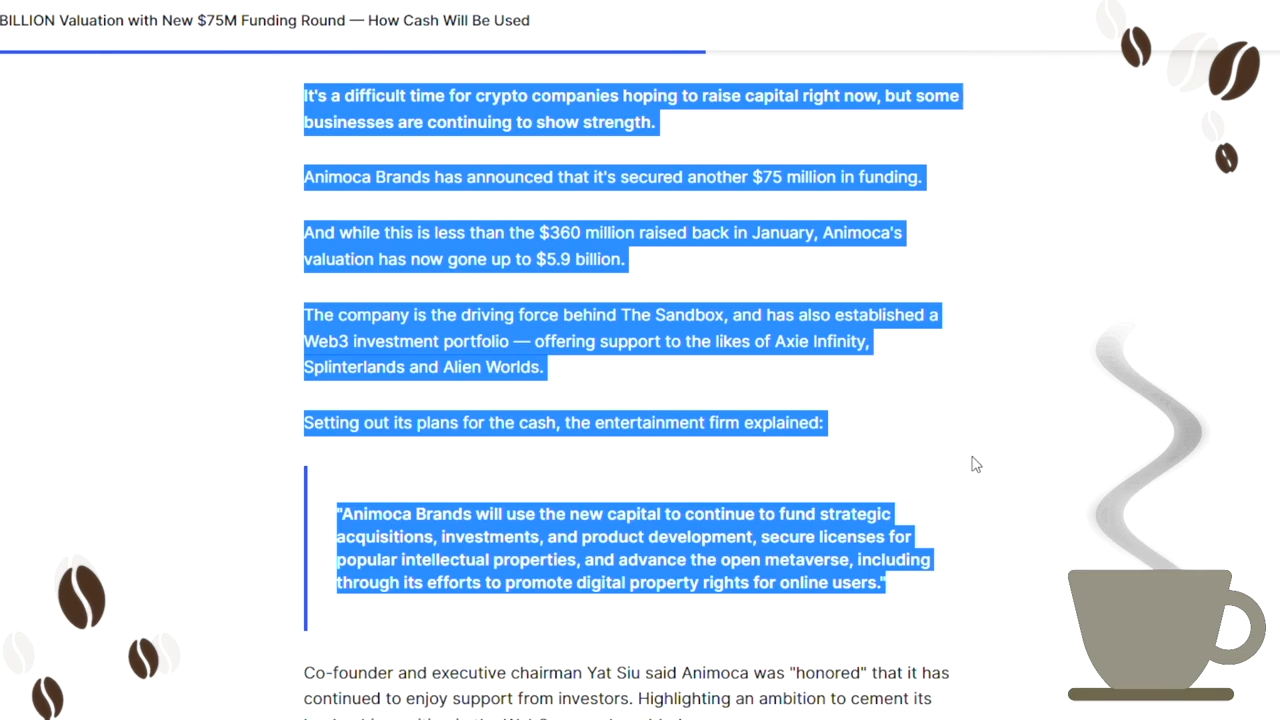 BILLION Valuation with New $75M Funding Round — How Cash Will Be Used
It's a difficult time for crypto companies hoping to raise capital right now, but some
businesses are continuing to show strength.
Animoca Brands has announced that it's secured another $75 million in funding.
And while this is less than the $360 million raised back in January, Animoca's
valuation has now gone up to $5.9 billion.
The company is the driving force behind The Sandbox, and has also established a
Web3 investment portfolio — offering support to the likes of Axie Infinity,
Splinterlands and Alien Worlds.
Setting out its plans for the cash, the entertainment firm explained:
"Animoca Brands will use the new capital to continue to fund strategic
acquisitions, investments, and product development, secure licenses for
popular intellectual properties, and advance the open metaverse, including
through its efforts to promote digital property rights for online users."
Co-founder and executive chairman Yat Siu said Animoca was "honored" that it has
continued to enjoy support from investors. Highlighting an ambition to cement its